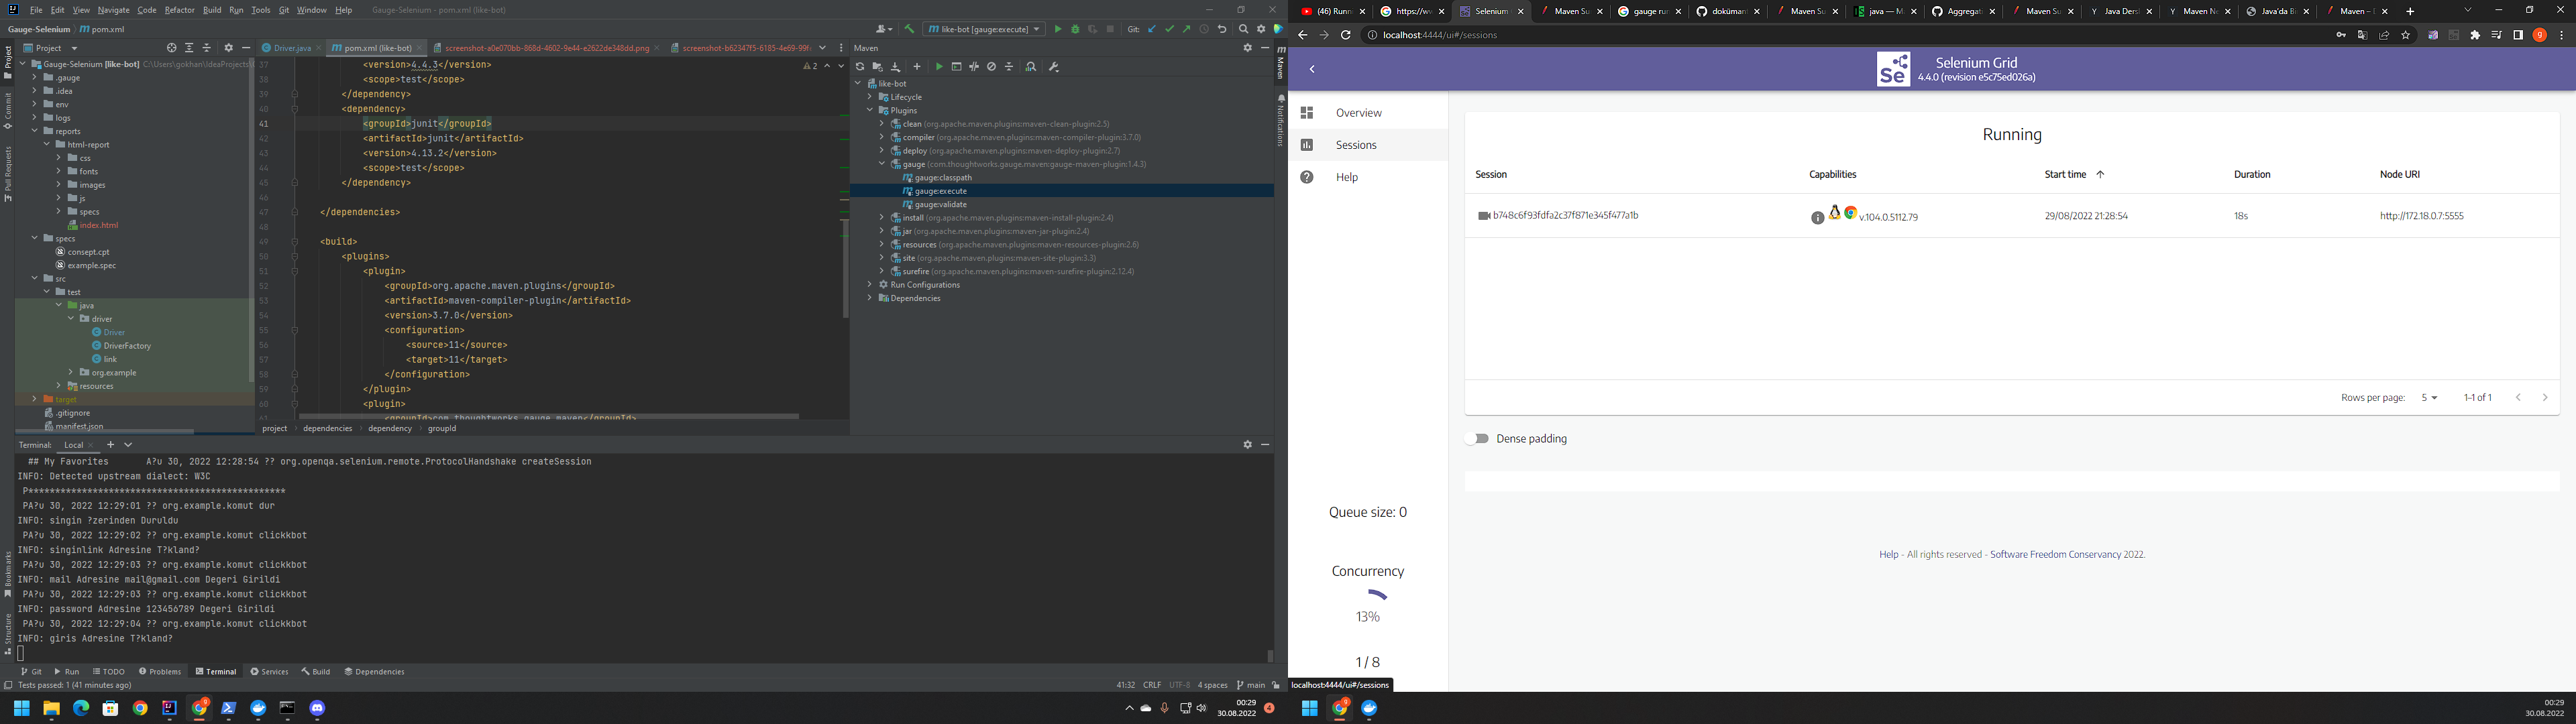 File Edit View Navigate Code Refactor Build Run Tools Git Window Help Gauge-Selenium - pom.xml (like-bot)
Gauge-Selenium pom.xml
like-bot [gauge:execute] Git:
Project
Driver.java pom.xml (like-bot) screenshot-a0e070bb-868d-4602-9e44-e2622de348dd.png screenshot-b62347f5-6185-4e69-99f
Gauge-Selenium [like-bot] C:\Users\gokhan\IdeaProjects
.gauge
.idea
env
logs
reports
html-report
css
fonts
images
js
specs
index.html
specs
consept.cpt
example.spec
src
test
java
driver
Driver
DriverFactory
link
org.example
resources
target
.gitignore
manifest.json
Project
Commit
Pull Requests
Bookmarks
Structure
2
37 <version>4.4.3</version>
38 <scope>test</scope>
39 </dependency>
40 <dependency>
41 <groupId>junit</groupId>
42 <artifactId>junit</artifactId>
43 <version>4.13.2</version>
44 <scope>test</scope>
45 </dependency>
46
47 </dependencies>
48
49 <build>
50 <plugins>
51 <plugin>
52 <groupId>org.apache.maven.plugins</groupId>
53 <artifactId>maven-compiler-plugin</artifactId>
54 <version>3.7.0</version>
55 <configuration>
56 <source>11</source>
57 <target>11</target>
58 </configuration>
59 </plugin>
60 <plugin>
61 <groupId>com.thoughtworks.gauge.maven</groupId>
project dependencies dependency groupId
Maven
like-bot
Lifecycle
Plugins
clean (org.apache.maven.plugins:maven-clean-plugin:2.5)
compiler (org.apache.maven.plugins:maven-compiler-plugin:3.7.0)
deploy (org.apache.maven.plugins:maven-deploy-plugin:2.7)
gauge (com.thoughtworks.gauge.maven:gauge-maven-plugin:1.4.3)
gauge:classpath
gauge:execute
gauge:validate
install (org.apache.maven.plugins:maven-install-plugin:2.4)
jar (org.apache.maven.plugins:maven-jar-plugin:2.4)
resources (org.apache.maven.plugins:maven-resources-plugin:2.6)
site (org.apache.maven.plugins:maven-site-plugin:3.3)
surefire (org.apache.maven.plugins:maven-surefire-plugin:2.12.4)
Run Configurations
Dependencies
Maven
Notifications
Terminal: Local
## My Favorites A?u 30, 2022 12:28:54 ?? org.openqa.selenium.remote.ProtocolHandshake createSession
INFO: Detected upstream dialect: W3C
P************************************************
PA?u 30, 2022 12:29:01 ?? org.example.komut dur
INFO: singin ?zerinden Duruldu
PA?u 30, 2022 12:29:02 ?? org.example.komut clickkbot
INFO: singinlink Adresine T?kland?
PA?u 30, 2022 12:29:03 ?? org.example.komut clickkbot
INFO: mail Adresine mail@gmail.com Degeri Girildi
PA?u 30, 2022 12:29:03 ?? org.example.komut clickkbot
INFO: password Adresine 123456789 Degeri Girildi
PA?u 30, 2022 12:29:04 ?? org.example.komut clickkbot
INFO: giris Adresine T?kland?
Git Run TODO Problems Terminal Services Build Dependencies
Tests passed: 1 (41 minutes ago) 41:32 CRLF UTF-8 4 spaces main
00:29
30.08.2022
4
(46) Runni https://ww Selenium Maven Su gauge run dokümant Maven Su java — Ma Aggregat Maven Su Java Dersl Maven Ne Java'da Bi Maven –
localhost:4444/ui#/sessions
Selenium Grid
4.4.0 (revision e5c75ed026a)
Overview
Sessions
Help
Running
Session Capabilities Start time Duration Node URI
b748c6f93fdfa2c37f871e345f477a1b v.104.0.5112.79 29/08/2022 21:28:54 18s http://172.18.0.7:5555
Rows per page: 5 1–1 of 1
Dense padding
Queue size: 0
Concurrency
13%
1 / 8
Help - All rights reserved - Software Freedom Conservancy 2022.
localhost:4444/ui#/sessions
00:29
30.08.2022